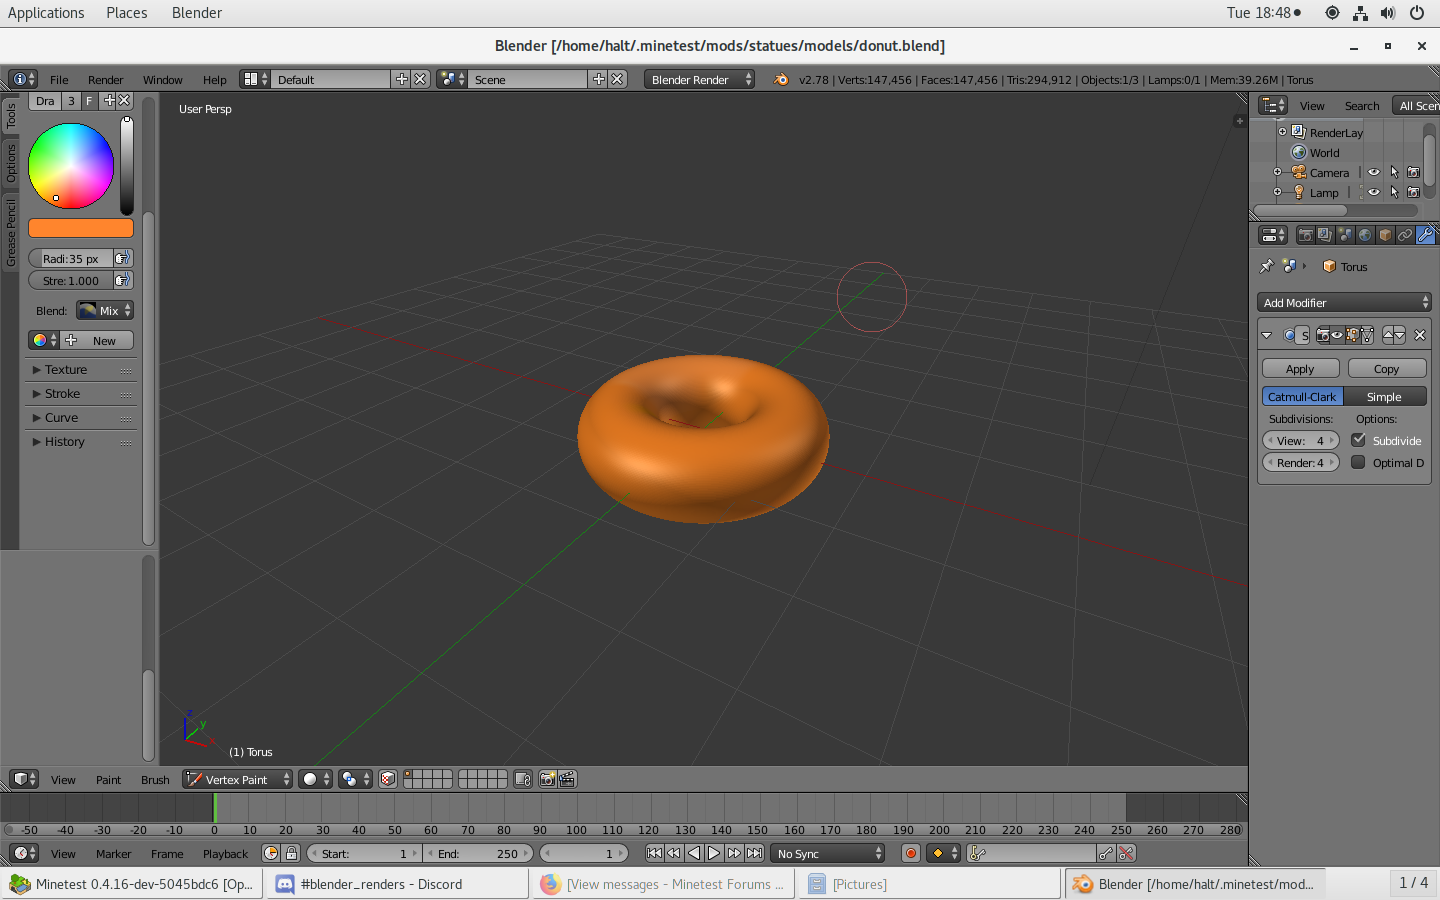 Applications Places Blender Tue 18:48
Blender [/home/halt/.minetest/mods/statues/models/donut.blend]
File Render Window Help Default Scene Blender Render v2.78 | Verts:147,456 | Faces:147,456 | Tris:294,912 | Objects:1/3 | Lamps:0/1 | Mem:39.26M | Torus
Dra 3 F
Tools
Options
Grease Pencil
Radi:35 px
Stre:1.000
Blend: Mix
New
Texture
Stroke
Curve
History
User Persp
z
y
(1) Torus
View Search All Scen
RenderLay
World
Camera
Lamp
Torus
Add Modifier
S
Apply Copy
Catmull-Clark Simple
Subdivisions: Options:
View: 4 Subdivide
Render: 4 Optimal D
View Paint Brush Vertex Paint
-50 -40 -30 -20 -10 0 10 20 30 40 50 60 70 80 90 100 110 120 130 140 150 160 170 180 190 200 210 220 230 240 250 260 270 280
View Marker Frame Playback Start: 1 End: 250 1 No Sync
Minetest 0.4.16-dev-5045bdc6 [Op... #blender_renders - Discord [View messages - Minetest Forums ... [Pictures] Blender [/home/halt/.minetest/mod... 1 / 4